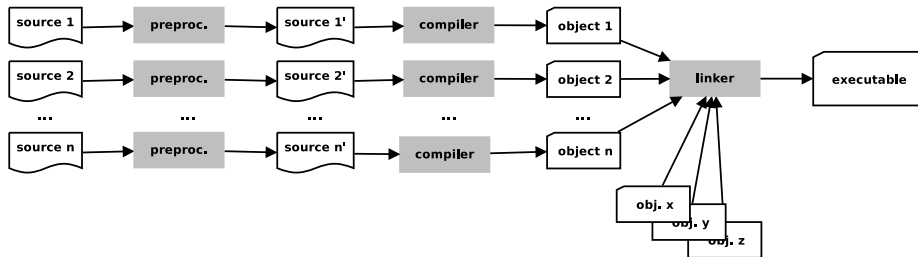 source 1 preproc. source 1' compiler object 1
source 2 preproc. source 2' compiler object 2 linker executable
... ... ... ... ...
source n preproc. source n' compiler object n
obj. x
obj. y
obj. z